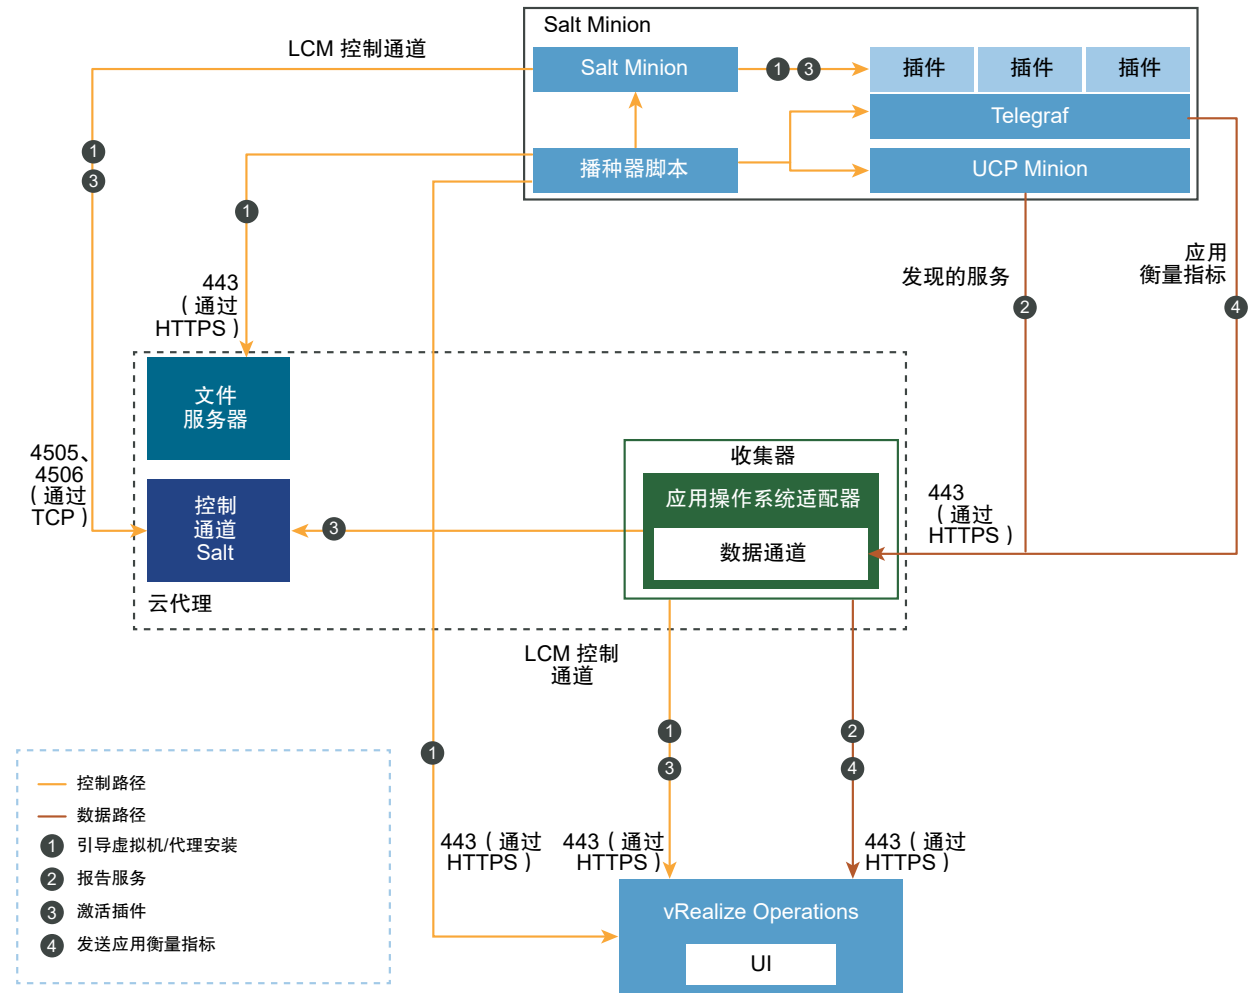 Salt Minion
LCM 控制通道
Salt Minion
1
3
插件
插件
插件
Telegraf
播种器脚本
UCP Minion
1
3
1
443
（通过
HTTPS）
发现的服务
2
应用
衡量指标
4
文件
服务器
4505、
4506
（通过
TCP）
控制
通道
Salt
云代理
3
收集器
应用操作系统适配器
数据通道
443
（通过
HTTPS）
LCM 控制
通道
1
3
2
4
1
443（通过
HTTPS）
443（通过
HTTPS）
443（通过
HTTPS）
vRealize Operations
UI
控制路径
数据路径
1 引导虚拟机/代理安装
2 报告服务
3 激活插件
4 发送应用衡量指标